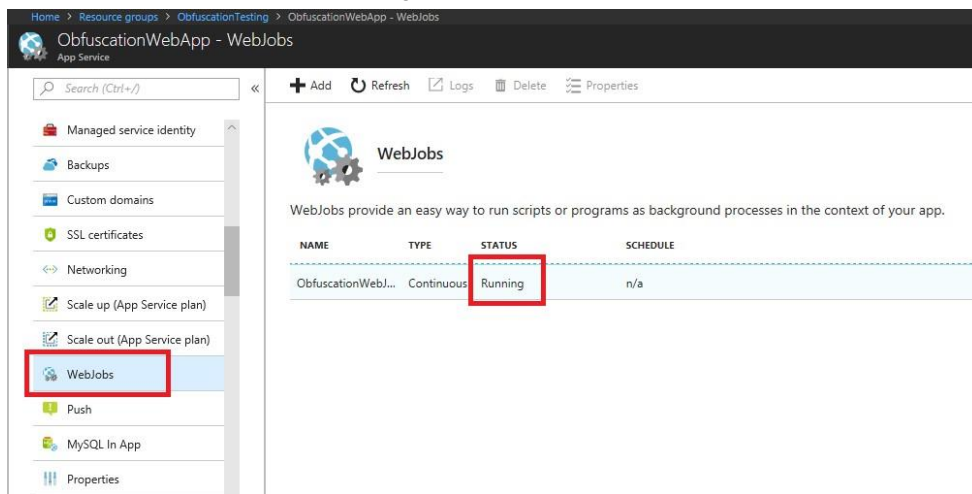 Home > Resource groups > ObfuscationTesting > ObfuscationWebApp - WebJobs
ObfuscationWebApp - WebJobs
App Service
Search (Ctrl+/)
«
Add Refresh Logs Delete Properties
Managed service identity
Backups
Custom domains
SSL certificates
Networking
Scale up (App Service plan)
Scale out (App Service plan)
WebJobs
Push
MySQL In App
Properties
WebJobs
WebJobs provide an easy way to run scripts or programs as background processes in the context of your app.
NAME TYPE STATUS SCHEDULE
ObfuscationWebJ... Continuous Running n/a